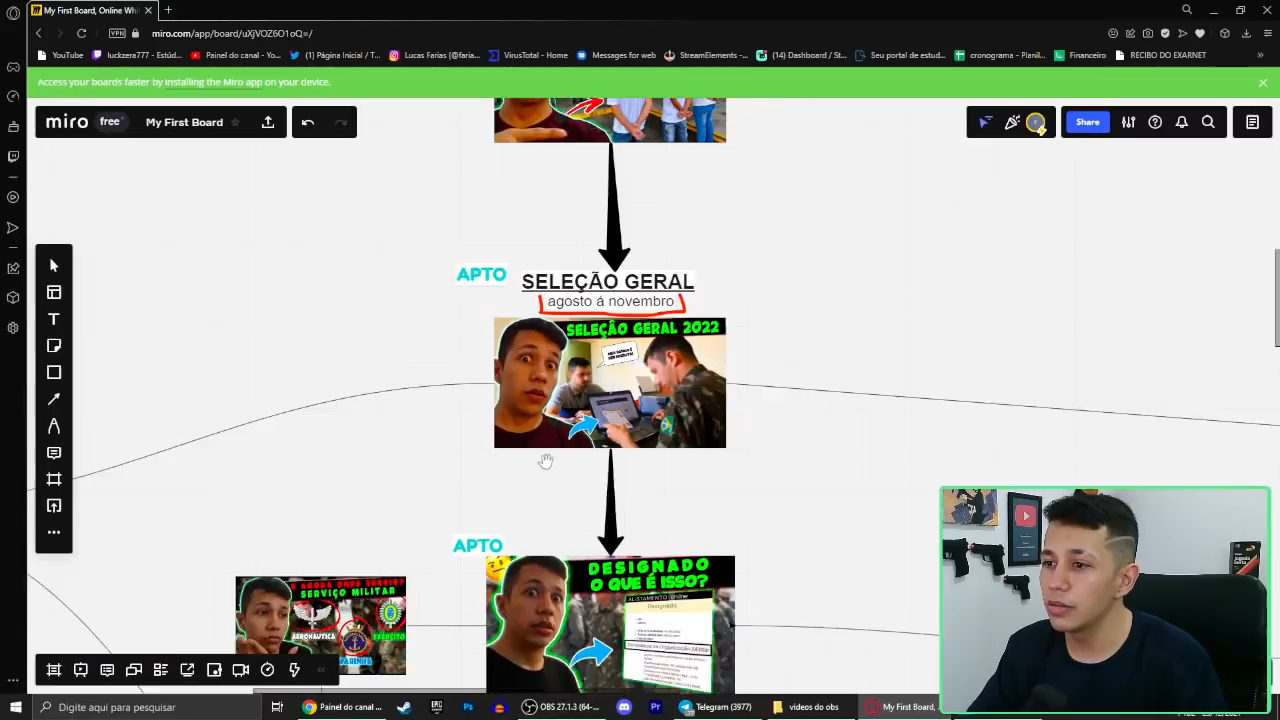 My First Board, Online Wh
miro.com/app/board/uXjVOZ6O1oQ=/
VPN
YouTube
luckzera777 - Estúd...
Painel do canal - Yo...
(1) Página Inicial / T...
Lucas Farias (@faria...
VirusTotal - Home
Messages for web
StreamElements - ...
(14) Dashboard / St...
Seu portal de estud...
cronograma - Planil...
Financeiro
RECIBO DO EXARNET
Access your boards faster by installing the Miro app on your device.
miro
free
My First Board
Share
APTO
SELEÇÃO GERAL
agosto á novembro
SELEÇÃO GERAL 2022
APTO
DESIGNADO
O QUE É ISSO?
ALISTAMENTO online
Designado
SERVIÇO MILITAR
AERONAUTICA
MARINHA
EXÉRCITO
Digite aqui para pesquisar
Painel do canal ...
OBS 27.1.3 (64-...
Telegram (3977)
videos do obs
My First Board, ...